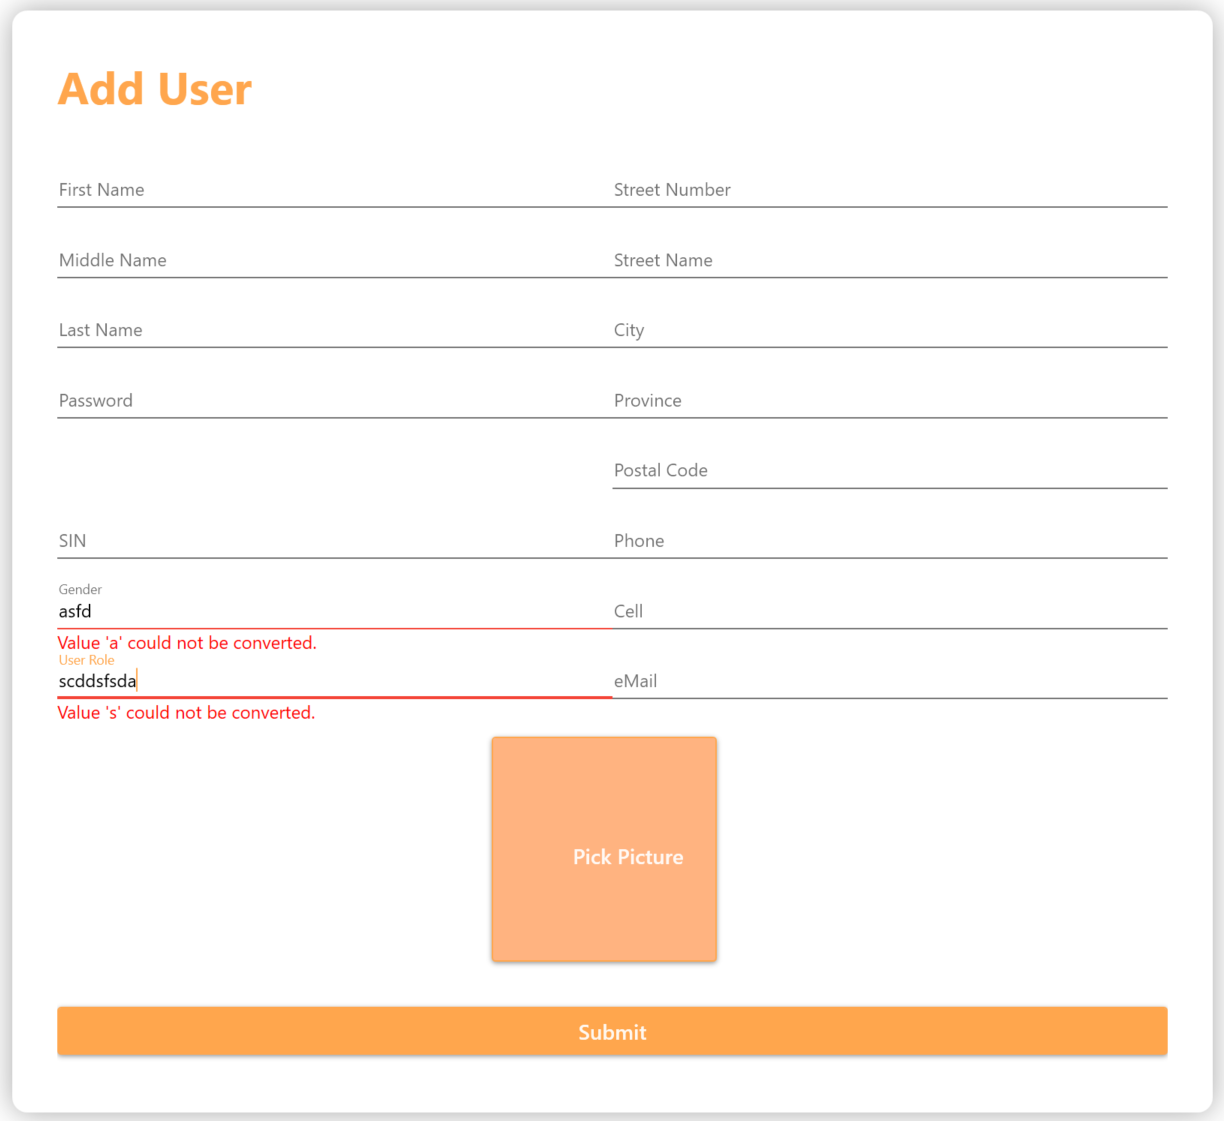 Add User
First Name
Street Number
Middle Name
Street Name
Last Name
City
Password
Province
Postal Code
SIN
Phone
Gender
asfd
Cell
Value 'a' could not be converted.
User Role
scddsfsda
eMail
Value 's' could not be converted.
Pick Picture
Submit